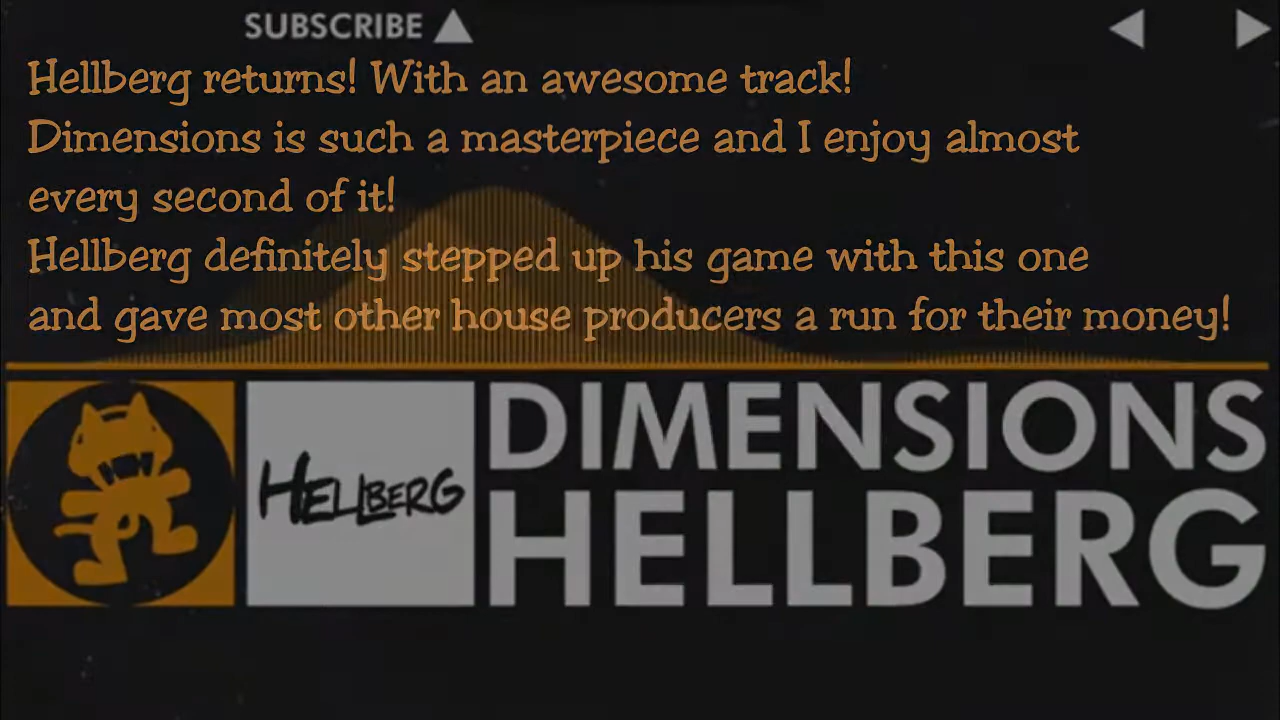 SUBSCRIBE
Hellberg returns! With an awesome track!
Dimensions is such a masterpiece and I enjoy almost
every second of it!
Hellberg definitely stepped up his game with this one
and gave most other house producers a run for their money!
HELLBERG
DIMENSIONS
HELLBERG